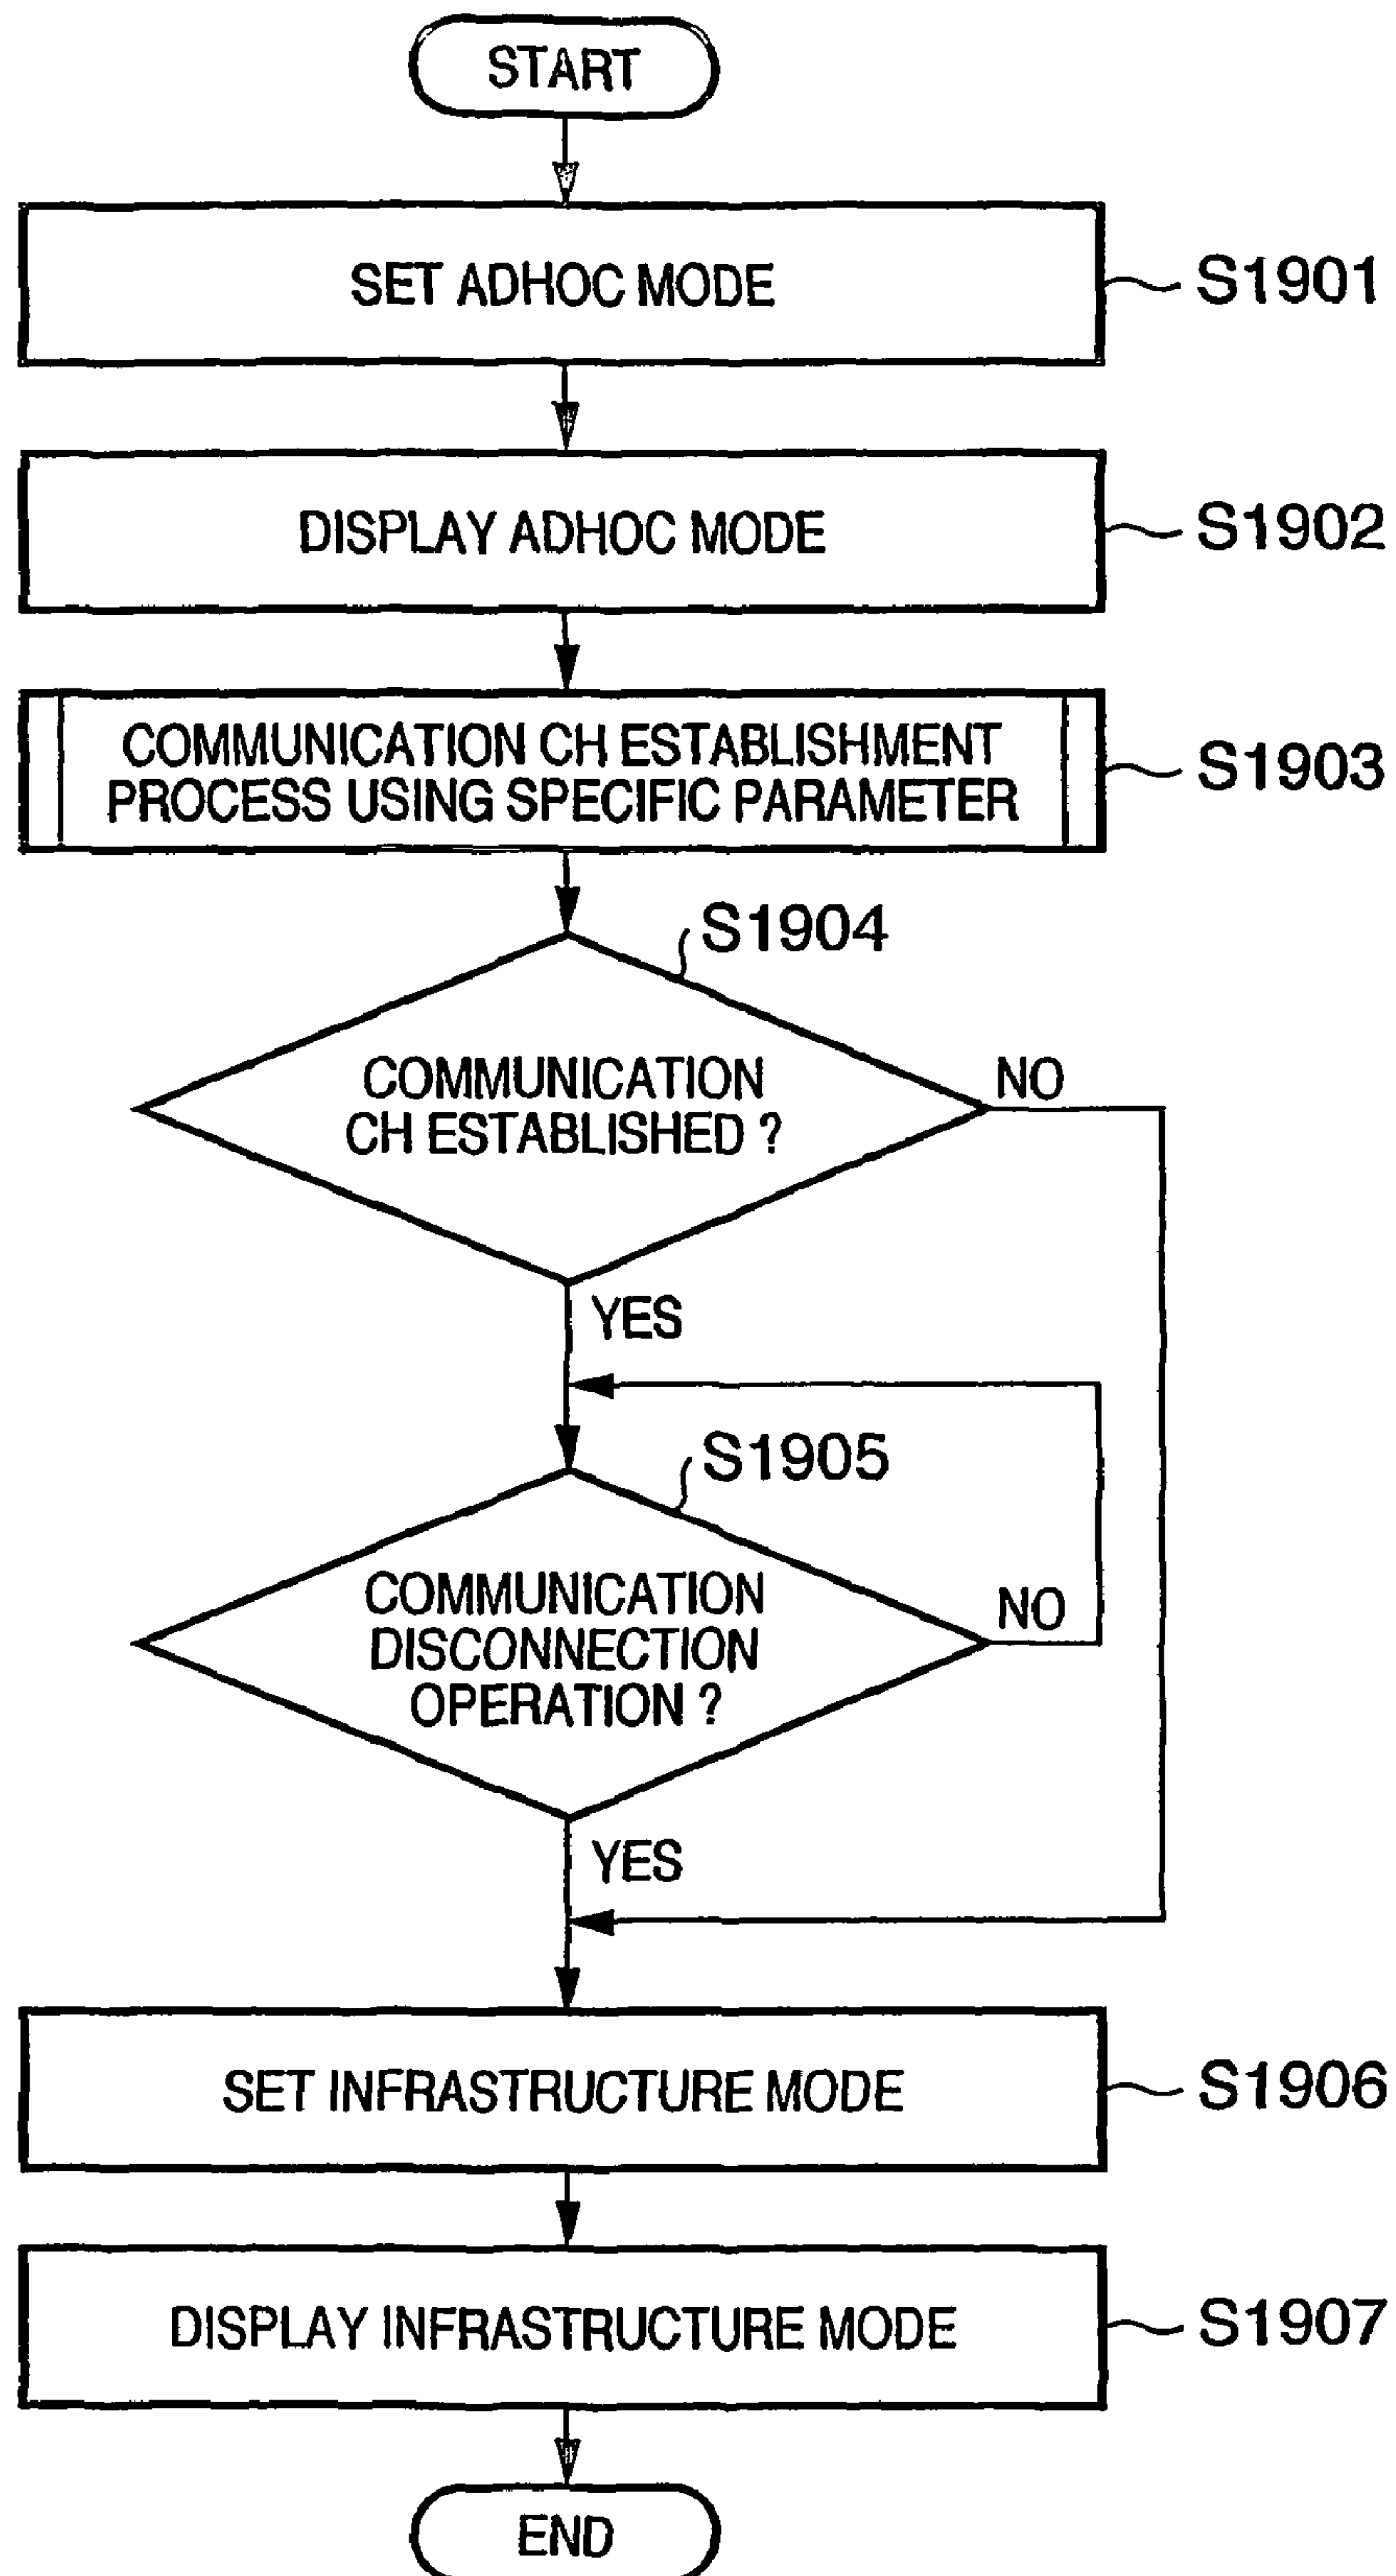 START
SET ADHOC MODE
S1901
DISPLAY ADHOC MODE
S1902
COMMUNICATION CH ESTABLISHMENT
PROCESS USING SPECIFIC PARAMETER
S1903
S1904
COMMUNICATION
CH ESTABLISHED ?
NO
YES
S1905
COMMUNICATION
DISCONNECTION
OPERATION ?
NO
YES
SET INFRASTRUCTURE MODE
S1906
DISPLAY INFRASTRUCTURE MODE
S1907
END